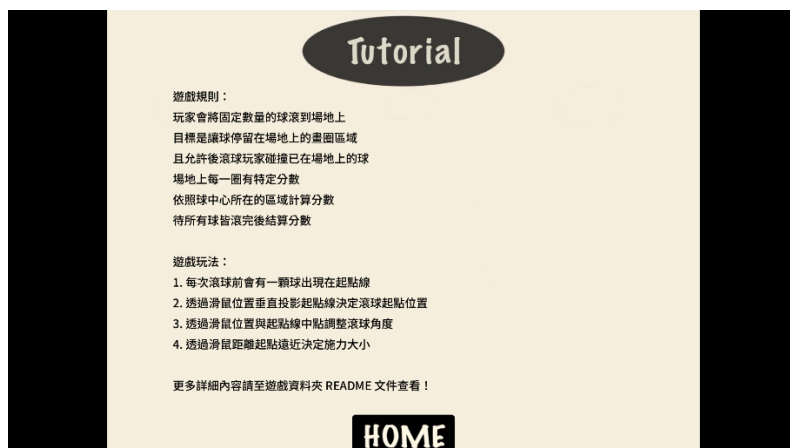 Tutorial
遊戲規則：
玩家會將固定數量的球滾到場地上
目標是讓球停留在場地上的畫圈區域
且允許後滾球玩家碰撞已在場地上的球
場地上每一圈有特定分數
依照球中心所在的區域計算分數
待所有球皆滾完後結算分數
遊戲玩法：
1. 每次滾球前會有一顆球出現在起點線
2. 透過滑鼠位置垂直投影起點線決定滾球起點位置
3. 透過滑鼠位置與起點線中點調整滾球角度
4. 透過滑鼠距離起點遠近決定施力大小
更多詳細內容請至遊戲資料夾 README 文件查看！
HOME